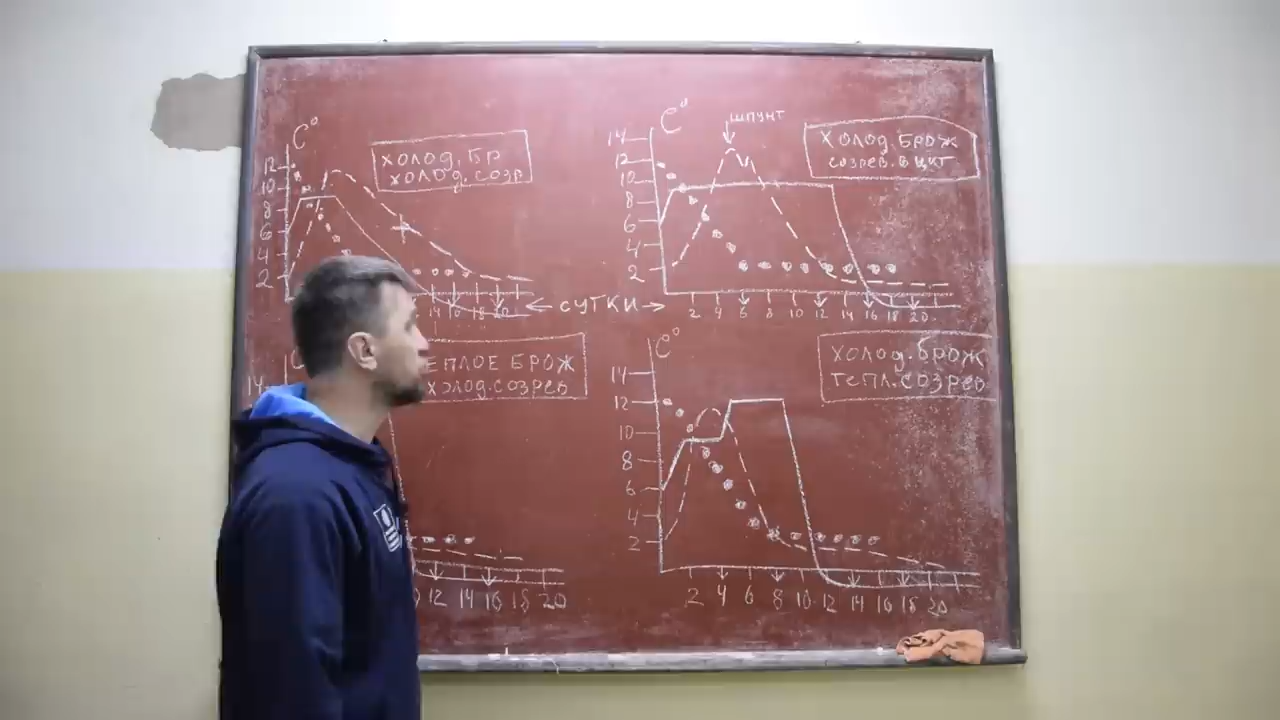 C°
ХОЛОД. БР
ХОЛОД. СОЗР
12
10
8
6
4
2
14 16 18 20
← СУТКИ →
C°
ШПУНТ
ХОЛОД. БРОЖ
СОЗРЕВ. В ЦКТ
14
12
10
8
6
4
2
2 4 6 8 10 12 14 16 18 20
ЕПЛОЕ БРОЖ
ХОЛОД. СОЗРЕВ
14
12 14 16 18 20
C°
ХОЛОД. БРОЖ
ТЕПЛ. СОЗРЕВ
14
12
10
8
6
4
2
2 4 6 8 10 12 14 16 18 20